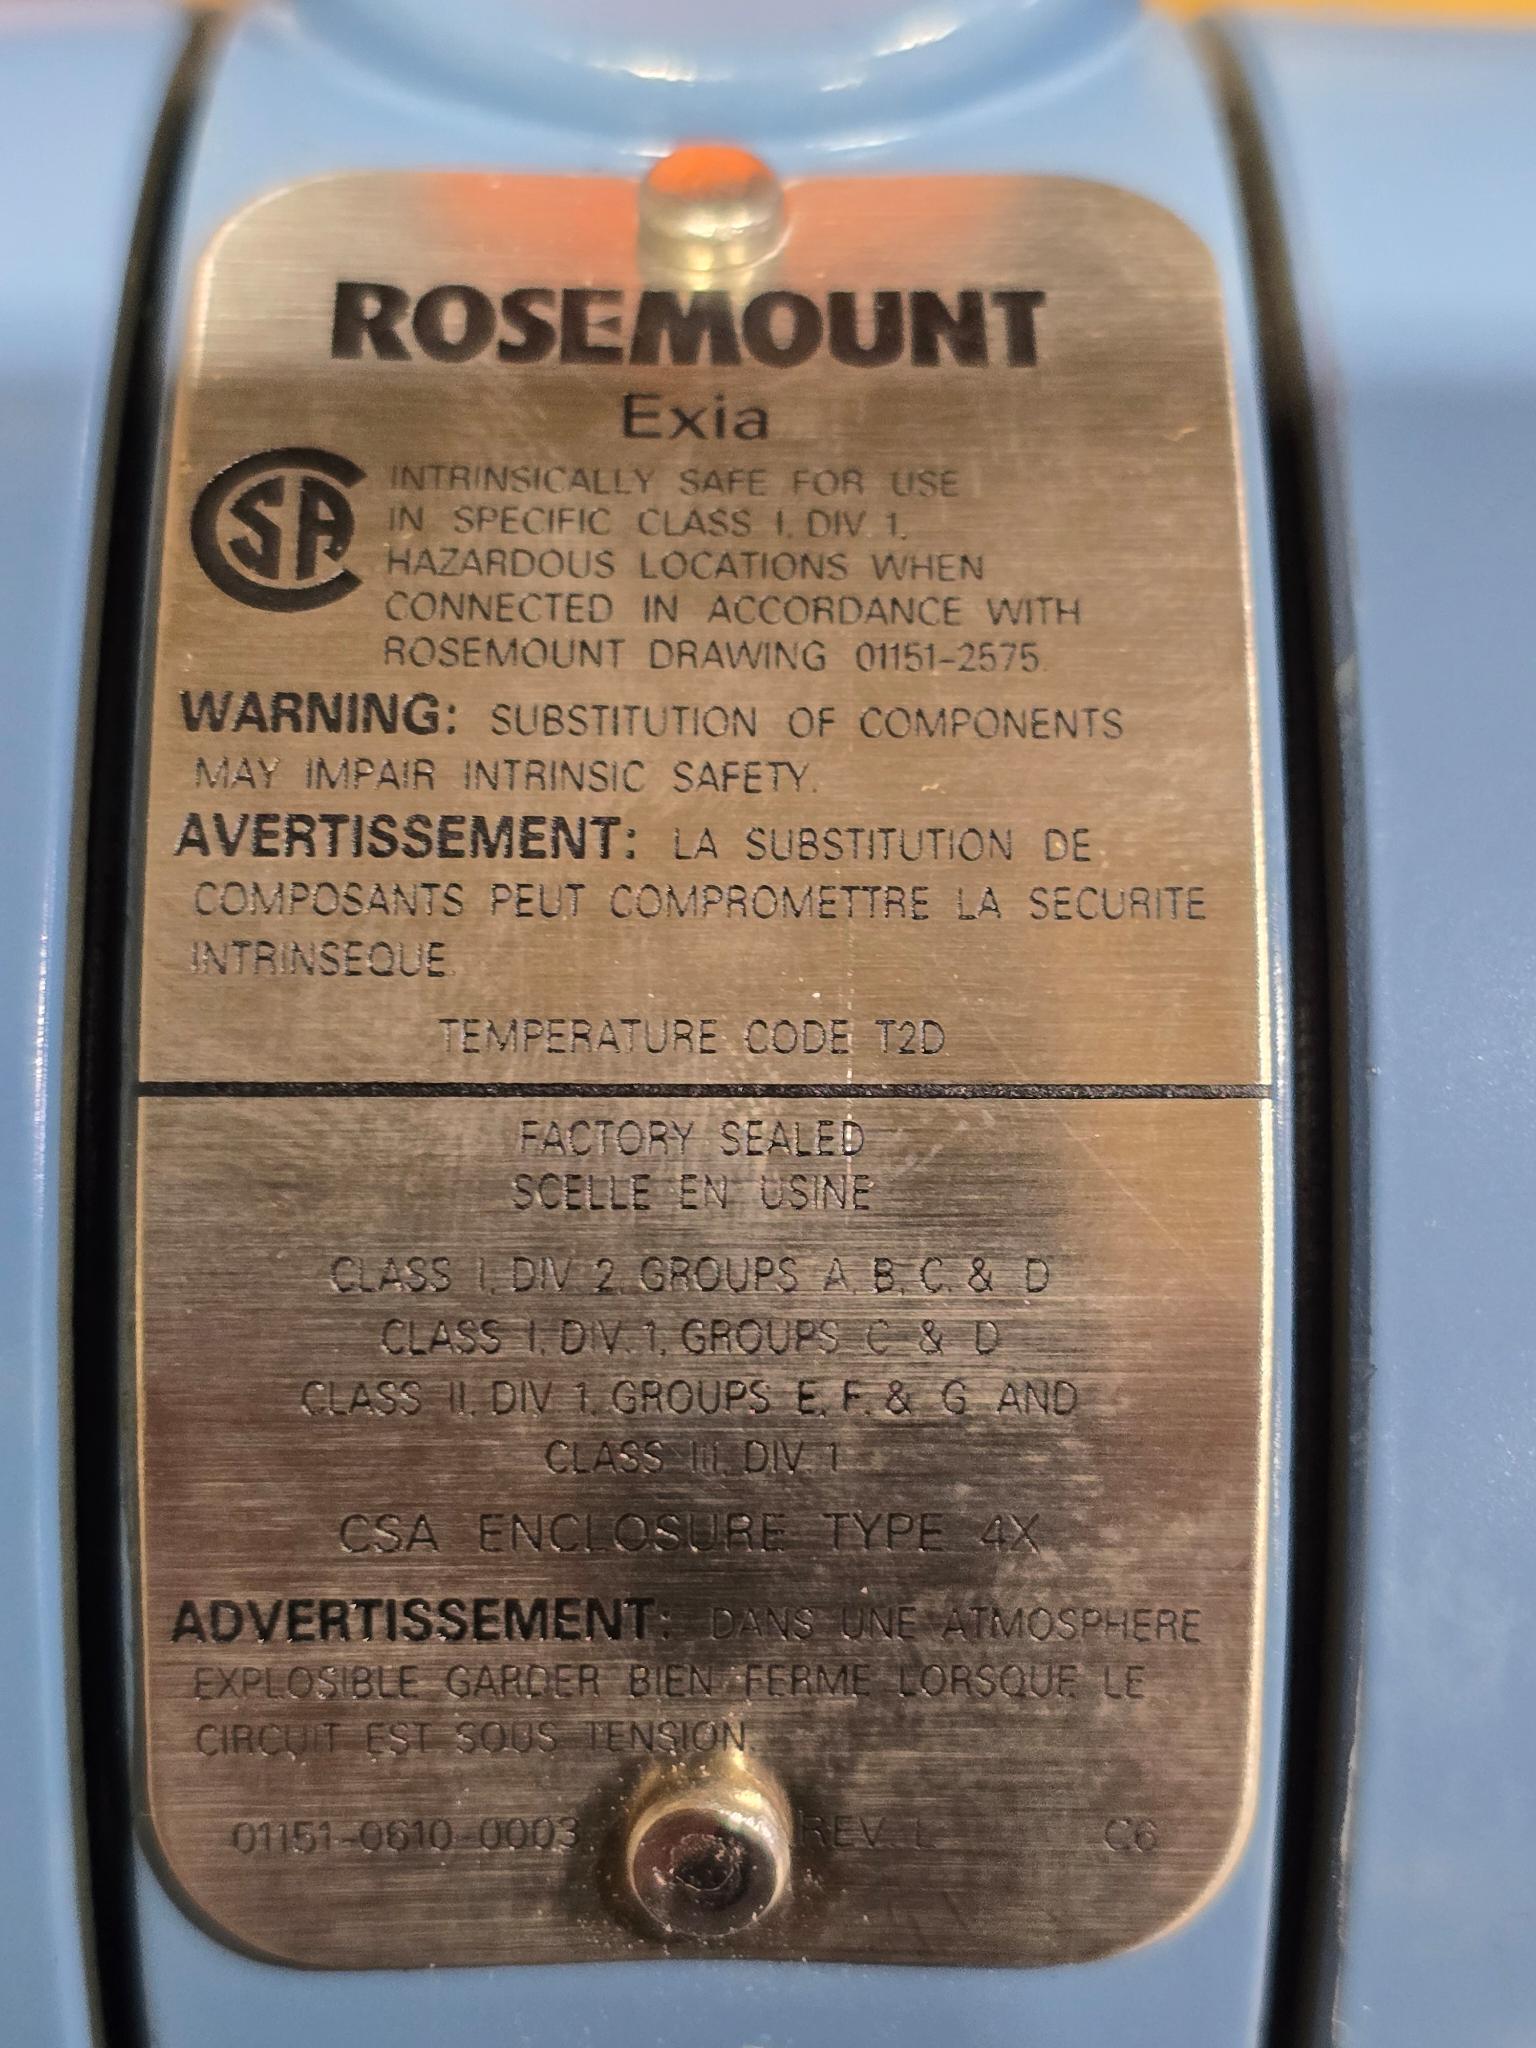 ROSEMOUNT
Exia
CSA
INTRINSICALLY SAFE FOR USE
IN SPECIFIC CLASS I, DIV. 1,
HAZARDOUS LOCATIONS WHEN
CONNECTED IN ACCORDANCE WITH
ROSEMOUNT DRAWING 01151-2575.
WARNING: SUBSTITUTION OF COMPONENTS
MAY IMPAIR INTRINSIC SAFETY.
AVERTISSEMENT: LA SUBSTITUTION DE
COMPOSANTS PEUT COMPROMETTRE LA SECURITE
INTRINSEQUE.
TEMPERATURE CODE T2D
FACTORY SEALED
SCELLE EN USINE
CLASS I, DIV 2, GROUPS A, B, C, & D
CLASS I, DIV. 1, GROUPS C & D
CLASS II, DIV 1, GROUPS E, F, & G AND
CLASS III, DIV. 1
CSA ENCLOSURE TYPE 4X
ADVERTISSEMENT: DANS UNE ATMOSPHERE
EXPLOSIBLE GARDER BIEN FERME LORSQUE LE
CIRCUIT EST SOUS TENSION.
01151-0610-0003 REV. L C6